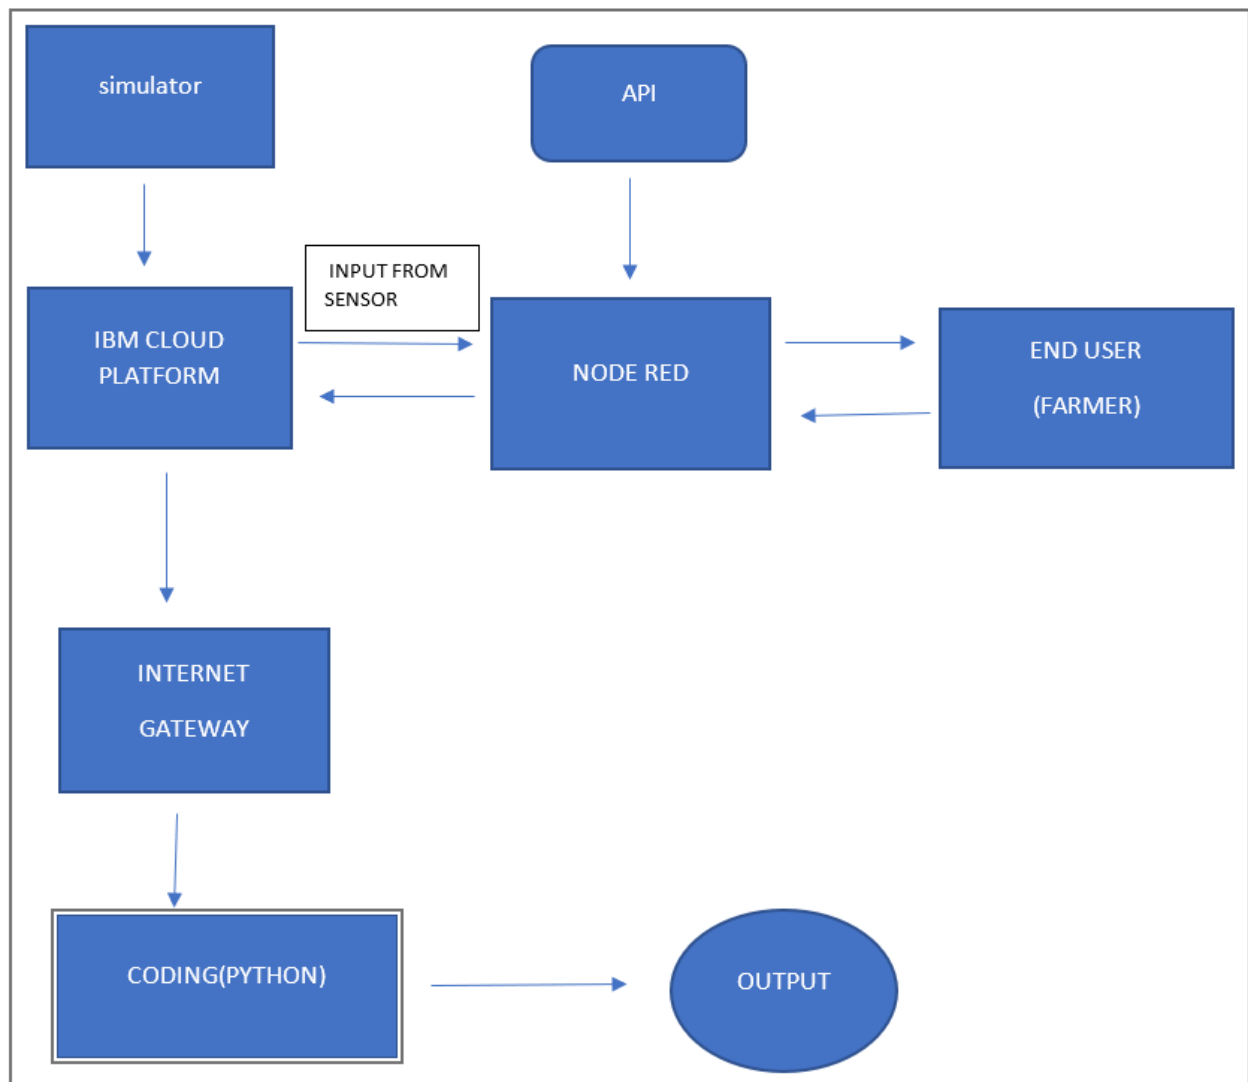 simulator
API
INPUT FROM
SENSOR
IBM CLOUD
PLATFORM
NODE RED
END USER
(FARMER)
INTERNET
GATEWAY
CODING(PYTHON)
OUTPUT